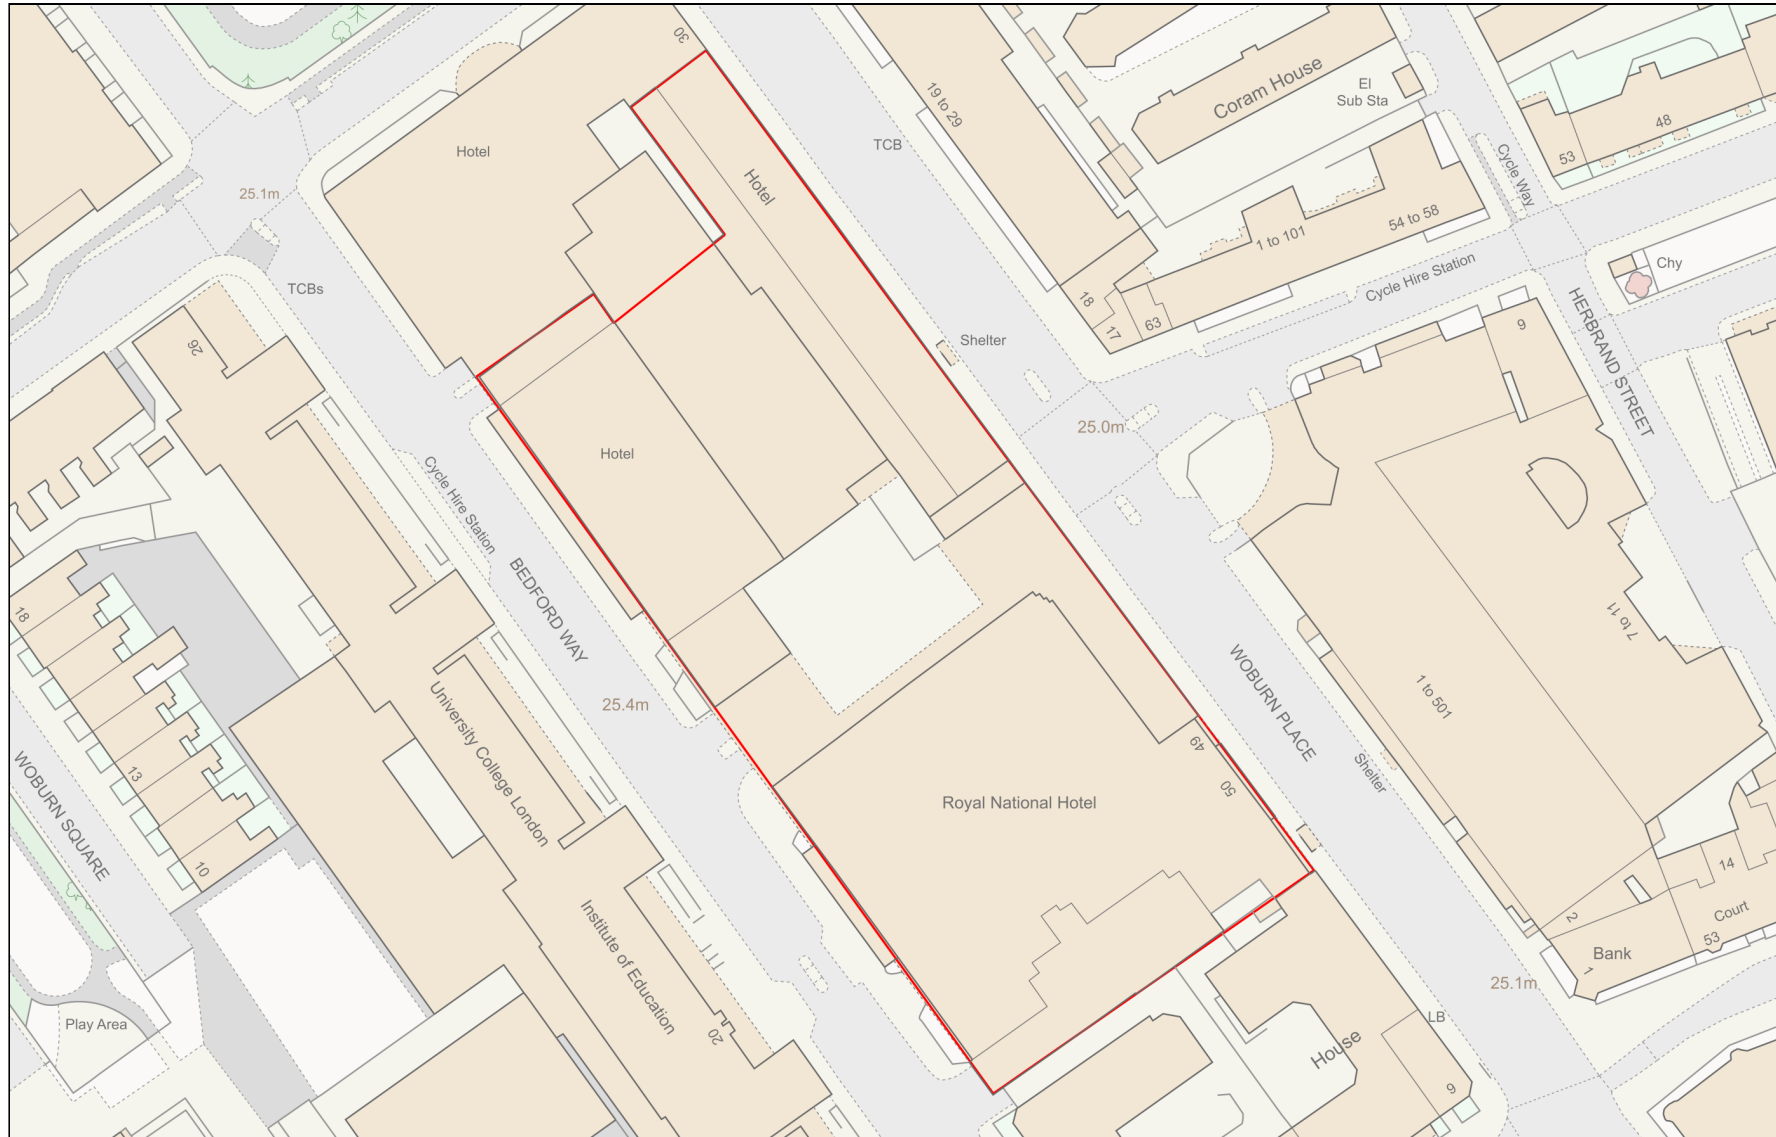 30
Hotel
25.1m
TCBs
26
Hotel
TCB
19 to 29
Coram House
El
Sub Sta
48
53
Cycle Way
1 to 101
54 to 58
Cycle Hire Station
18
17
63
Chy
HERBRAND STREET
9
Shelter
25.0m
Hotel
Cycle Hire Station
BEDFORD WAY
25.4m
18
13
10
WOBURN SQUARE
University College London
Institute of Education
20
Play Area
Royal National Hotel
49
50
WOBURN PLACE
Shelter
7 to 11
1 to 501
2
14
Court
53
Bank
1
25.1m
LB
House
9